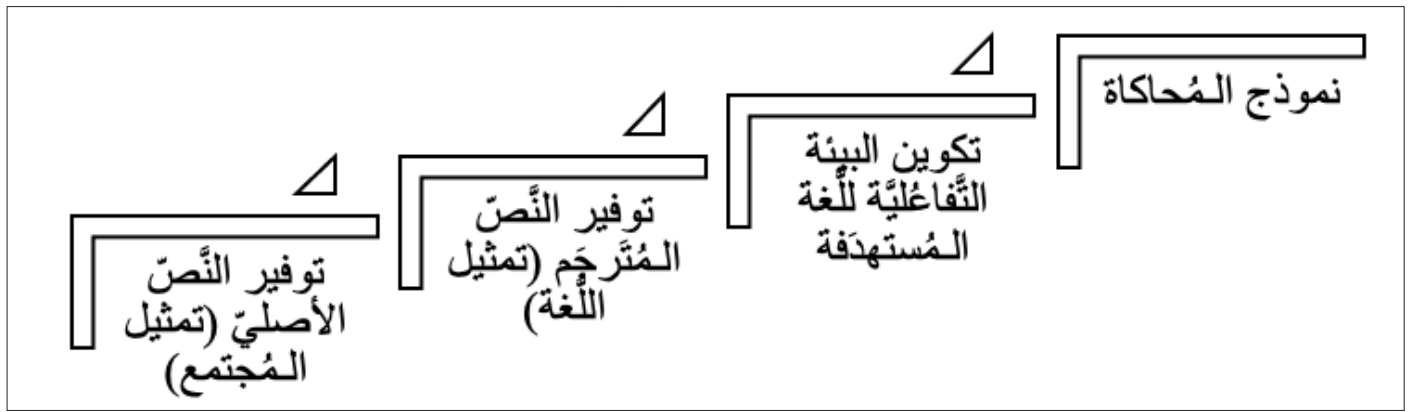 توفير النَّصّ
الأصليّ (تمثيل
الـمُجتمع)
توفير النَّصّ
الـمُتَرجَم (تمثيل
اللُّغة)
تكوين البيئة
التَّفاعُليَّة للُّغة
الـمُستهدَفة
نموذج الـمُحاكاة